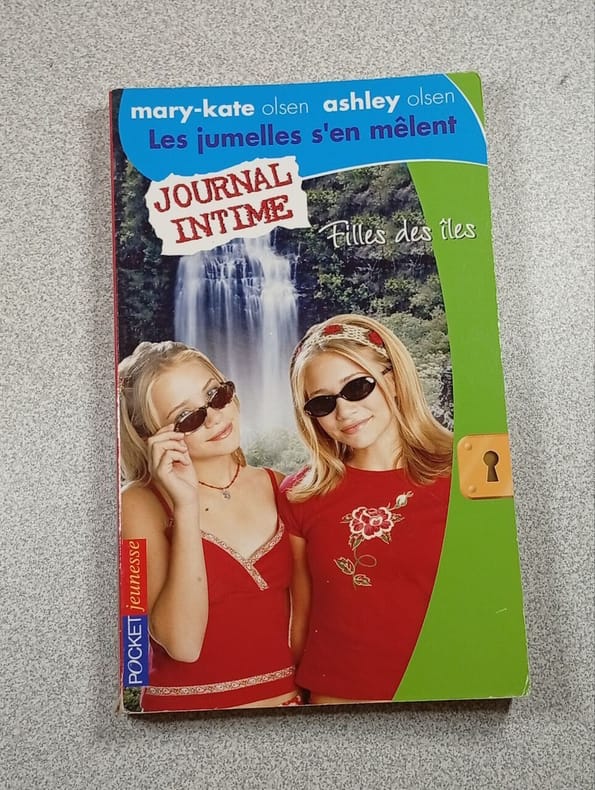 mary-kate olsen ashley olsen
Les jumelles s'en mêlent
JOURNAL
INTIME
Filles des îles
POCKET jeunesse